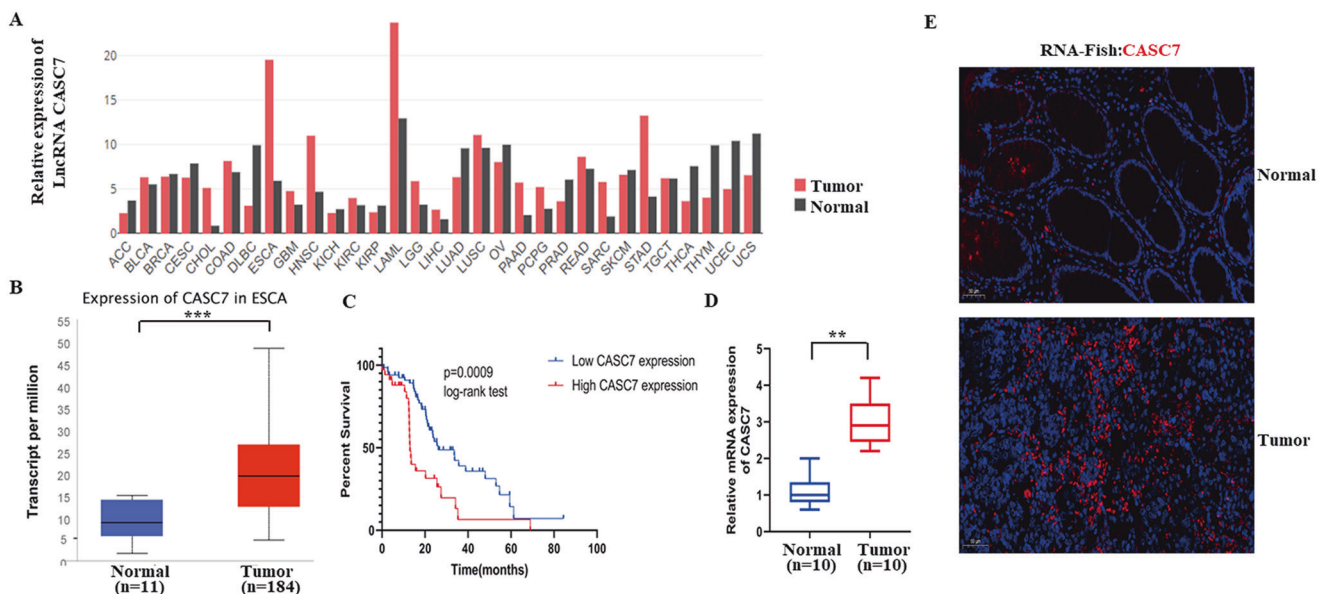 A
Relative expression of
LncRNA CASC7
20
15
10
5
0
ACC
BLCA
BRCA
CESC
CHOL
COAD
DLBC
ESCA
GBM
HNSC
KICH
KIRC
KIRP
LAML
LGG
LIHC
LUAD
LUSC
OV
PAAD
PCPG
PRAD
READ
SARC
SKCM
STAD
TGCT
THCA
THYM
UCEC
UCS
Tumor
Normal
B
Expression of CASC7 in ESCA
***
Transcript per million
55
50
45
40
35
30
25
20
15
10
5
0
Normal
(n=11)
Tumor
(n=184)
C
p=0.0009
log-rank test
Low CASC7 expression
High CASC7 expression
Percent Survival
100
50
0
0
20
40
60
80
100
Time(months)
D
**
Relative mRNA expression
of CASC7
5
4
3
2
1
0
Normal
(n=10)
Tumor
(n=10)
E
RNA-Fish:CASC7
Normal
50 μm
Tumor
50 μm